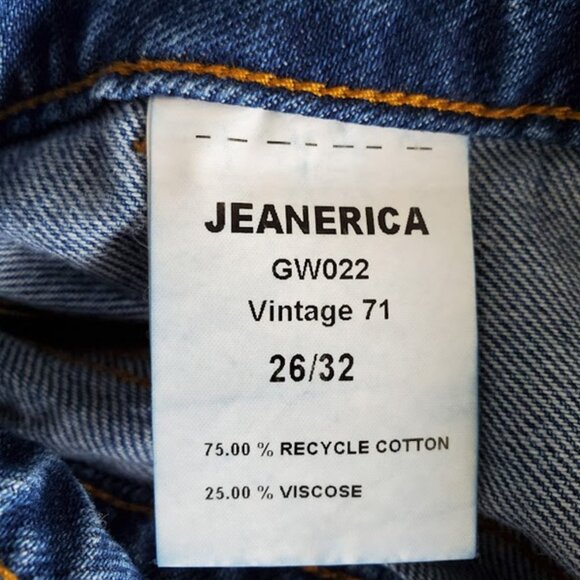 JEANERICA
GW022
Vintage 71
26/32
75.00 % RECYCLE COTTON
25.00 % VISCOSE